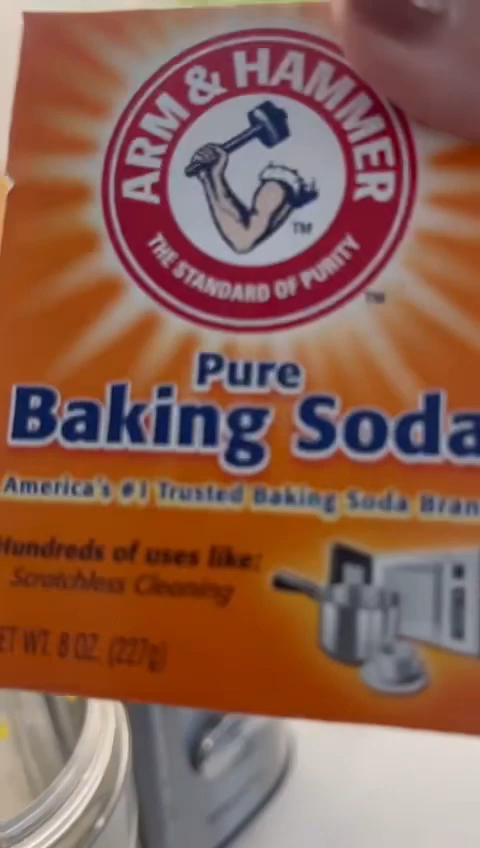 ARM & HAMMER
TM
THE STANDARD OF PURITY
TM
Pure
Baking Soda
America's #1 Trusted Baking Soda Bran
Hundreds of uses like:
Scratchless Cleaning
ET WT. 8 OZ. (227g)